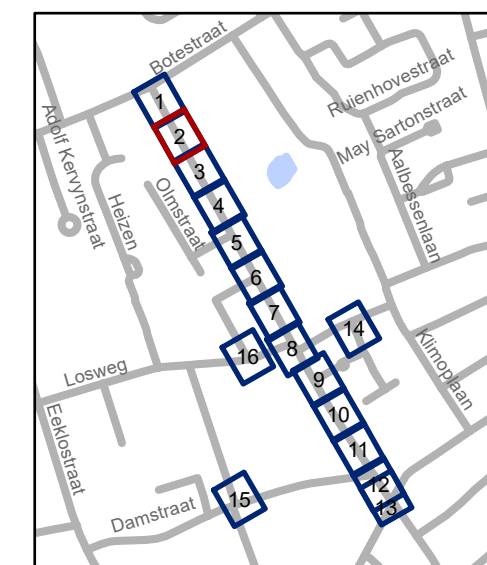 Botestraat
Ruienhovestraat
May Sartonstraat
Adolf Kervynstraat
Heizen
Olmstraat
Aalbessenlaan
Klimoplaan
Losweg
Eeklostraat
Damstraat
1
2
3
4
5
6
7
8
9
10
11
12
13
14
15
16